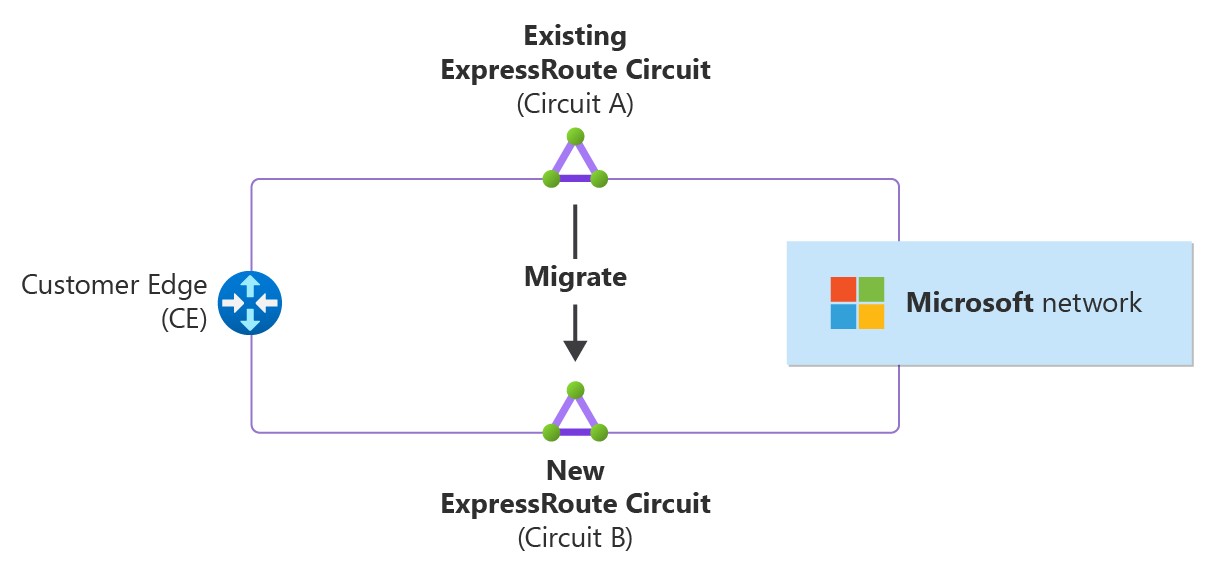 Existing
ExpressRoute Circuit
(Circuit A)
Customer Edge
(CE)
Migrate
Microsoft network
New
ExpressRoute Circuit
(Circuit B)